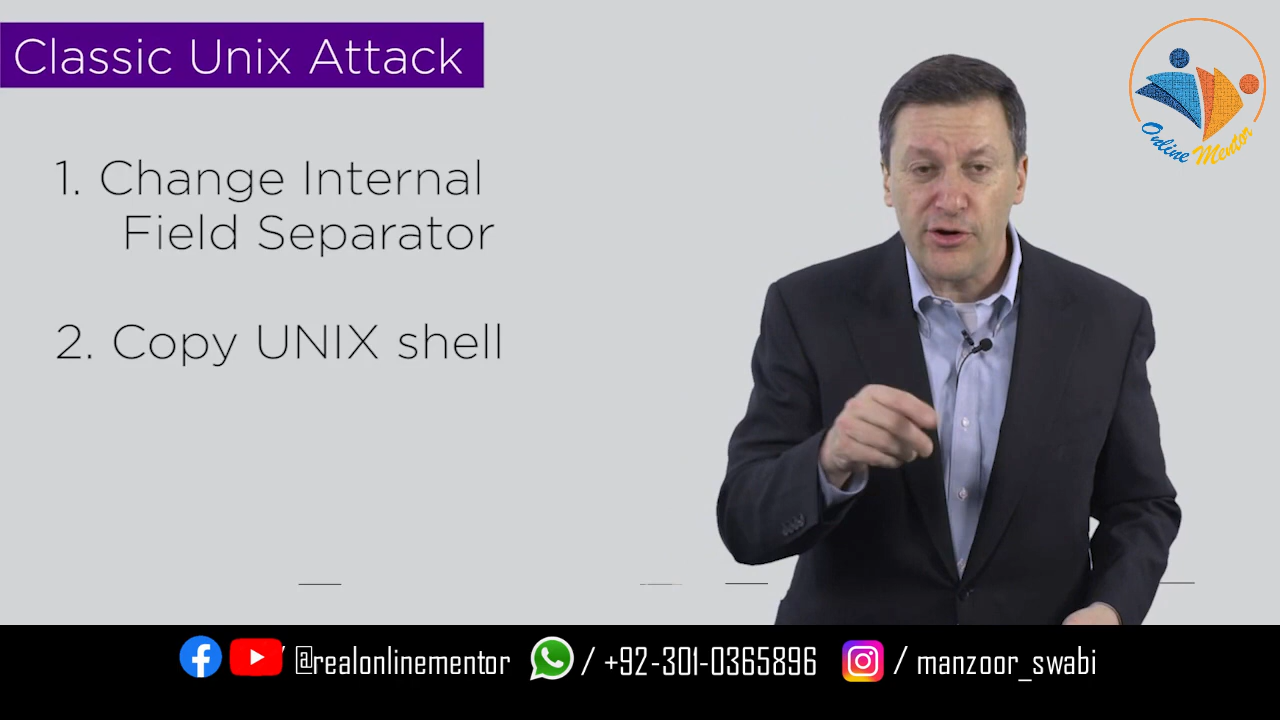 Classic Unix Attack
Online Mentor
1. Change Internal
Field Separator
2. Copy UNIX shell
/ @realonlinementor / +92-301-0365896 / manzoor_swabi